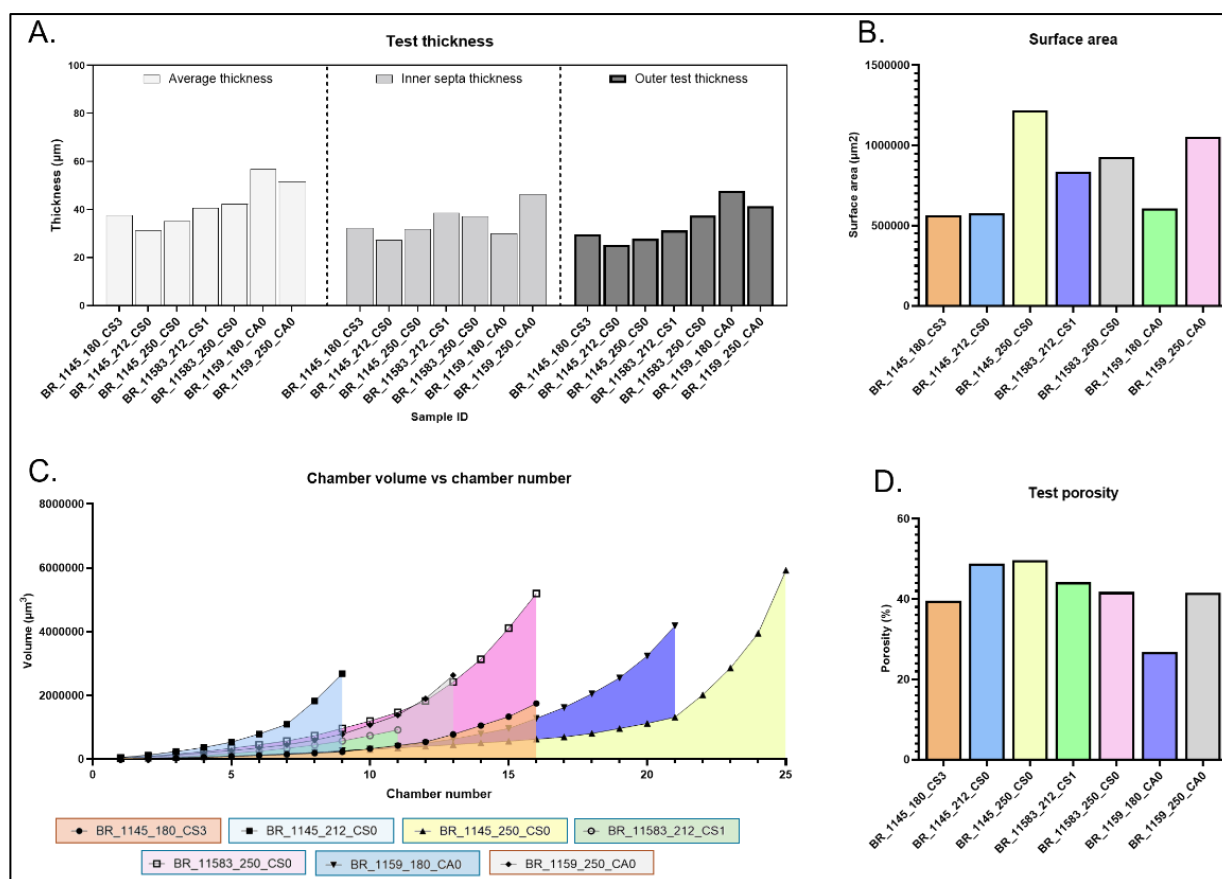 A.
Test thickness
Average thickness
Inner septa thickness
Outer test thickness
Thickness (µm)
100
80
60
40
20
0
BR_1145_180_CS3
BR_1145_212_CS0
BR_1145_250_CS0
BR_11583_212_CS1
BR_11583_250_CS0
BR_1159_180_CA0
BR_1159_250_CA0
BR_1145_180_CS3
BR_1145_212_CS0
BR_1145_250_CS0
BR_11583_212_CS1
BR_11583_250_CS0
BR_1159_180_CA0
BR_1159_250_CA0
BR_1145_180_CS3
BR_1145_212_CS0
BR_1145_250_CS0
BR_11583_212_CS1
BR_11583_250_CS0
BR_1159_180_CA0
BR_1159_250_CA0
Sample ID
B.
Surface area
Surface area (µm2)
1500000
1000000
500000
0
BR_1145_180_CS3
BR_1145_212_CS0
BR_1145_250_CS0
BR_11583_212_CS1
BR_11583_250_CS0
BR_1159_180_CA0
BR_1159_250_CA0
C.
Chamber volume vs chamber number
Volume (µm³)
8000000
6000000
4000000
2000000
0
0 5 10 15 20 25
Chamber number
BR_1145_180_CS3 BR_1145_212_CS0 BR_1145_250_CS0 BR_11583_212_CS1
BR_11583_250_CS0 BR_1159_180_CA0 BR_1159_250_CA0
D.
Test porosity
Porosity (%)
60
40
20
0
BR_1145_180_CS3
BR_1145_212_CS0
BR_1145_250_CS0
BR_11583_212_CS1
BR_11583_250_CS0
BR_1159_180_CA0
BR_1159_250_CA0